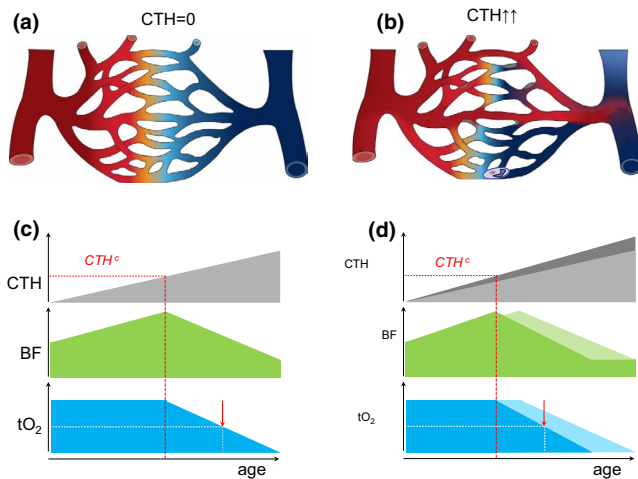 (a)
CTH=0
(b)
CTH↑↑
(c)
CTHᶜ
CTH
BF
tO₂
age
(d)
CTHᶜ
CTH
BF
tO₂
age